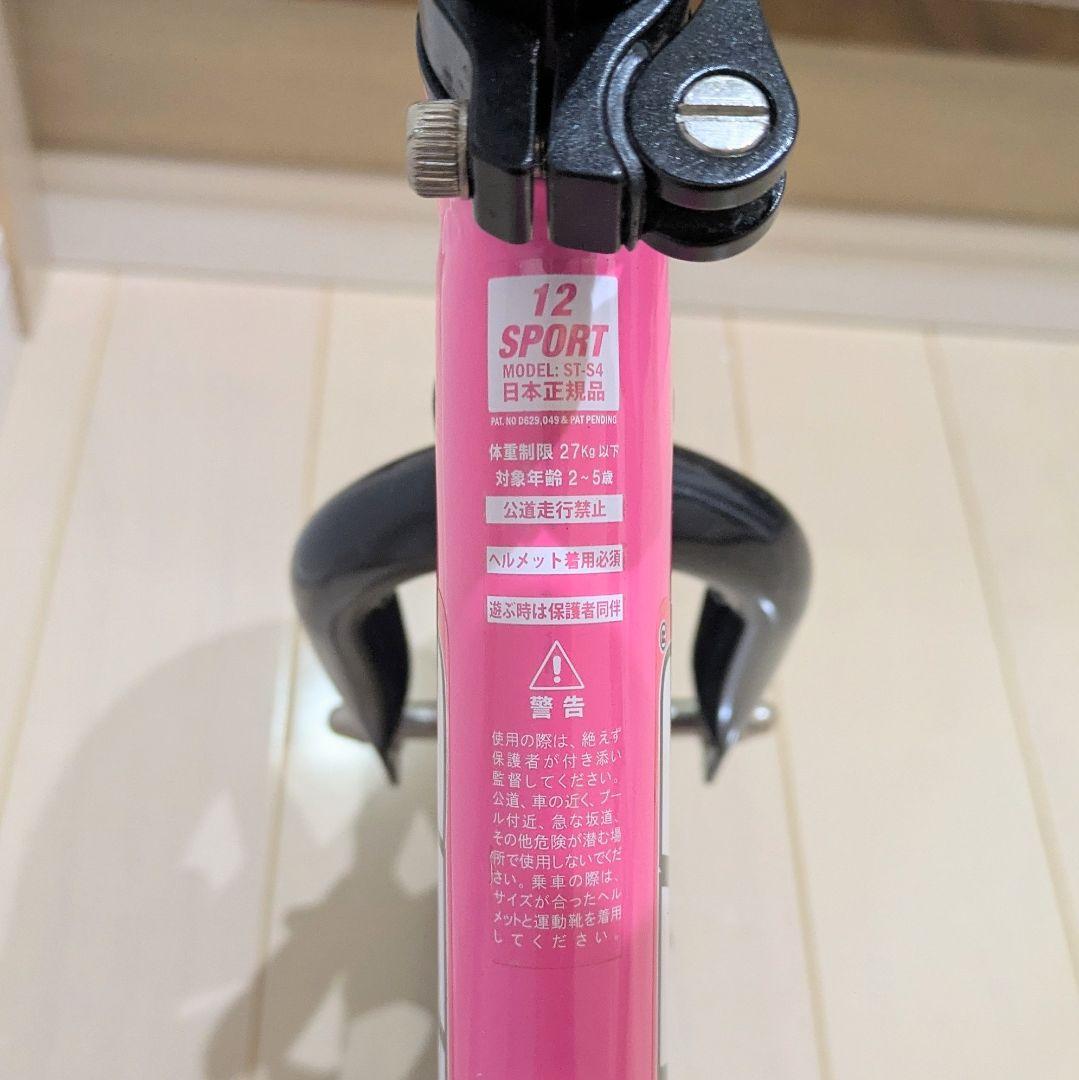 12
SPORT
MODEL: ST-S4
日本正規品
PAT. NO D629,049 & PAT PENDING
体重制限 27Kg 以下
対象年齢 2~5歳
公道走行禁止
ヘルメット着用必須
遊ぶ時は保護者同伴
警告
使用の際は、絶えず
保護者が付き添い
監督してください。
公道、車の近く、プー
ル付近、急な坂道、
その他危険が潜む場
所で使用しないでくだ
さい。乗車の際は、
サイズが合ったヘル
メットと運動靴を着用
してください。